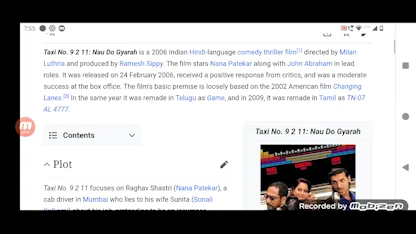 7:55
Taxi No. 9 2 11: Nau Do Gyarah is a 2006 Indian Hindi-language comedy thriller film[1] directed by Milan
Luthria and produced by Ramesh Sippy. The film stars Nana Patekar along with John Abraham in lead
roles. It was released on 24 February 2006, received a positive response from critics, and was a moderate
success at the box office. The film's basic premise is loosely based on the 2002 American film Changing
Lanes.[3] In the same year it was remade in Telugu as Game, and in 2009, it was remade in Tamil as TN-07
AL 4777.
Contents
Taxi No. 9 2 11: Nau Do Gyarah
Plot
Taxi No. 9 2 11 focuses on Raghav Shastri (Nana Patekar), a
cab driver in Mumbai who lies to his wife Sunita (Sonali
Recorded by Mobizen